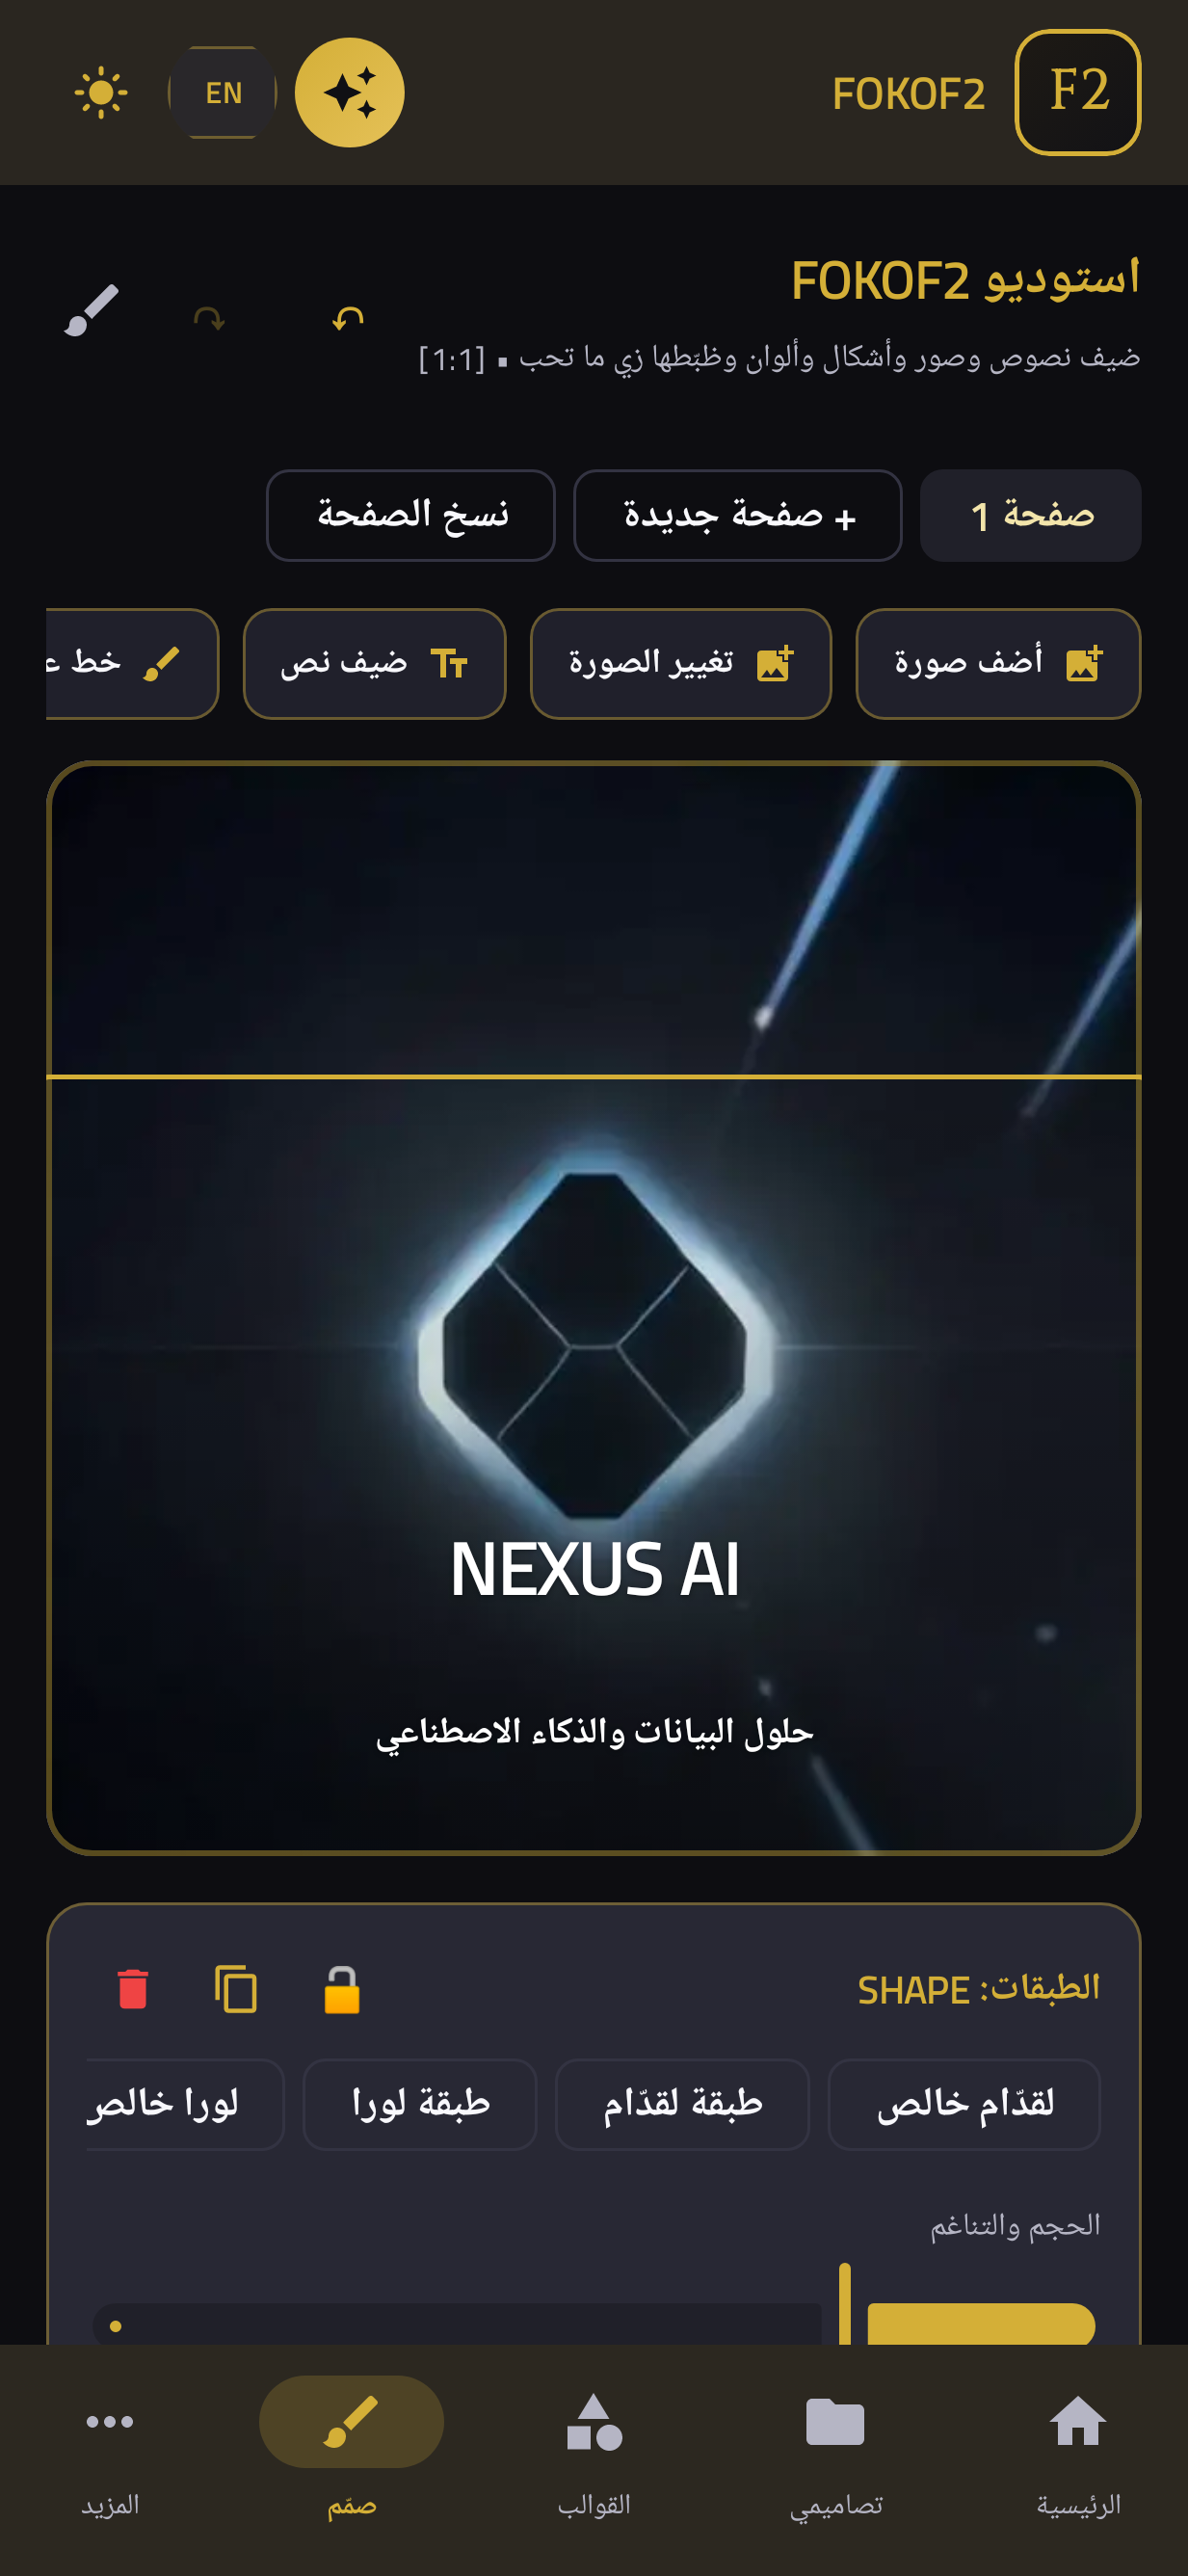 F2
FOKOF2
EN
استوديو FOKOF2
ضيف نصوص وصور وأشكال وألوان وظبّطها زي ما تحب ▪ [1:1]
صفحة 1
+ صفحة جديدة
نسخ الصفحة
أضف صورة
تغيير الصورة
ضيف نص
خط ع
NEXUS AI
حلول البيانات والذكاء الاصطناعي
الطبقات: SHAPE
لقدّام خالص
طبقة لقدّام
طبقة لورا
لورا خالص
الحجم والتناغم
الرئيسية
تصاميمي
القوالب
صمّم
المزيد